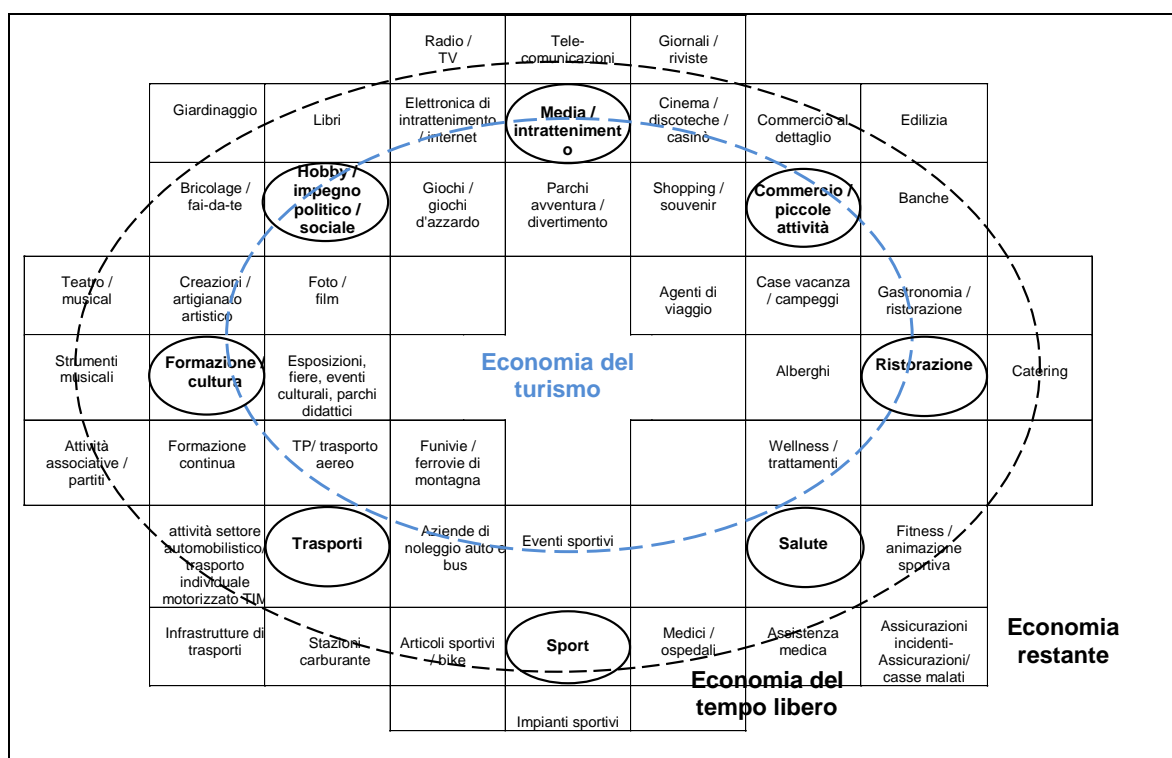 Radio /
TV
Tele-
comunicazioni
Giornali /
riviste
Giardinaggio
Libri
Elettronica di
intrattenimento
/ internet
Media /
intratteniment
o
Cinema /
discoteche /
casinò
Commercio al
dettaglio
Edilizia
Bricolage /
fai-da-te
Hobby /
impegno
politico /
sociale
Giochi /
giochi
d'azzardo
Parchi
avventura /
divertimento
Shopping /
souvenir
Commercio /
piccole
attività
Banche
Teatro /
musical
Creazioni /
artigianato
artistico
Foto /
film
Agenti di
viaggio
Case vacanza
/ campeggi
Gastronomia /
ristorazione
Strumenti
musicali
Formazione /
cultura
Esposizioni,
fiere, eventi
culturali, parchi
didattici
Economia del
turismo
Alberghi
Ristorazione
Catering
Attività
associative /
partiti
Formazione
continua
TP/ trasporto
aereo
Funivie /
ferrovie di
montagna
Wellness /
trattamenti
attività settore
automobilistico/
trasporto
individuale
motorizzato TIM
Trasporti
Aziende di
noleggio auto e
bus
Eventi sportivi
Salute
Fitness /
animazione
sportiva
Infrastrutture di
trasporti
Stazioni
carburante
Articoli sportivi
/ bike
Sport
Medici /
ospedali
Assistenza
medica
Assicurazioni
incidenti-
Assicurazioni/
casse malati
Economia
restante
Economia del
tempo libero
Impianti sportivi